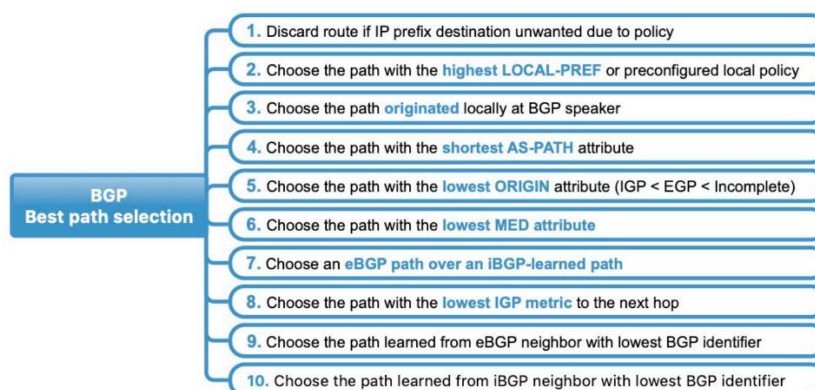 BGP
Best path selection
1. Discard route if IP prefix destination unwanted due to policy
2. Choose the path with the highest LOCAL-PREF or preconfigured local policy
3. Choose the path originated locally at BGP speaker
4. Choose the path with the shortest AS-PATH attribute
5. Choose the path with the lowest ORIGIN attribute (IGP < EGP < Incomplete)
6. Choose the path with the lowest MED attribute
7. Choose an eBGP path over an iBGP-learned path
8. Choose the path with the lowest IGP metric to the next hop
9. Choose the path learned from eBGP neighbor with lowest BGP identifier
10. Choose the path learned from iBGP neighbor with lowest BGP identifier